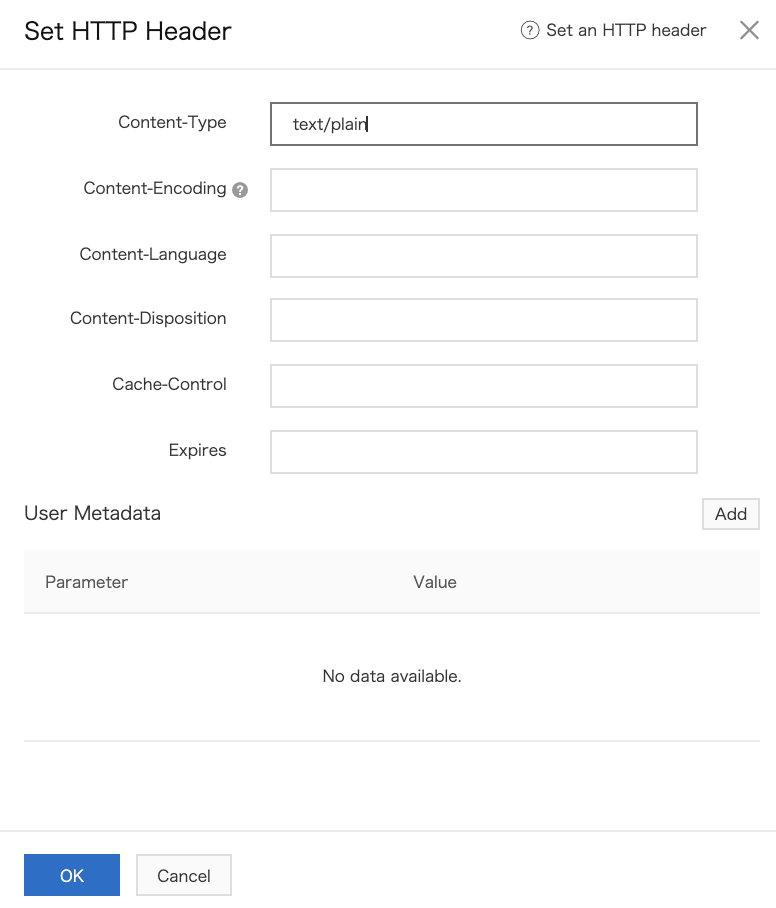 Set HTTP Header
? Set an HTTP header
Content-Type
text/plain
Content-Encoding ?
Content-Language
Content-Disposition
Cache-Control
Expires
User Metadata
Add
Parameter Value
No data available.
OK Cancel